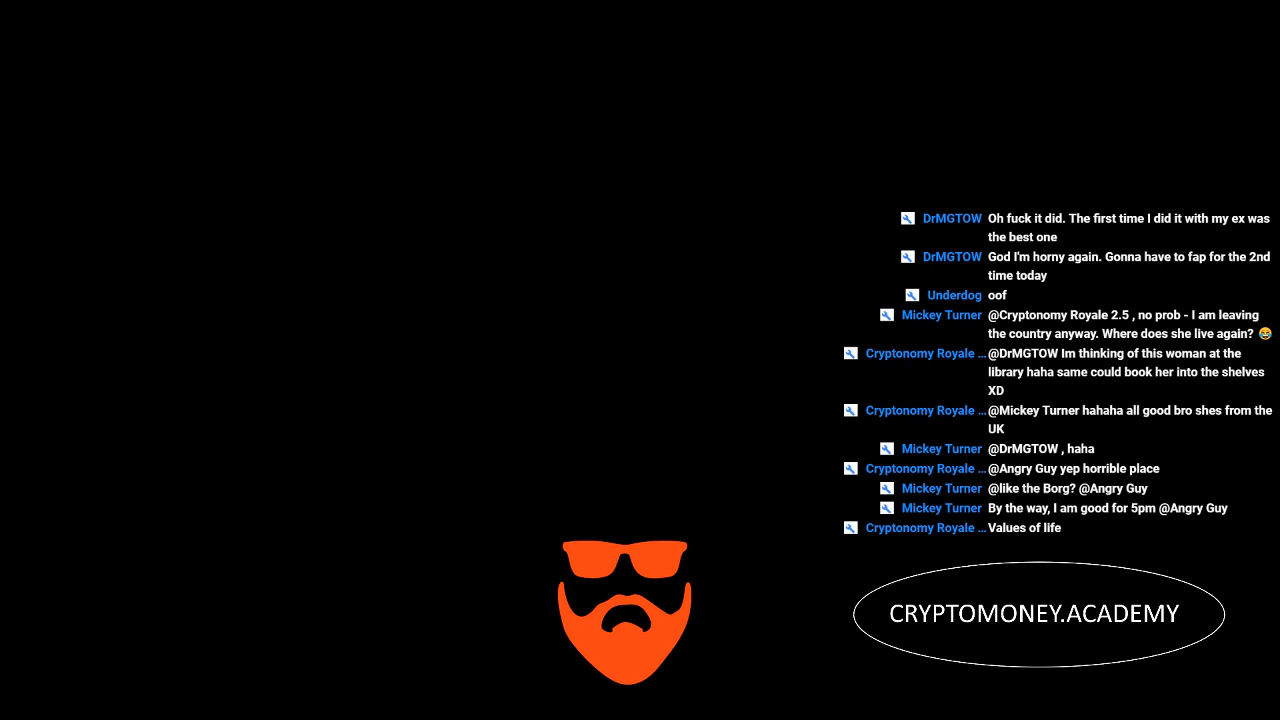 DrMGTOW Oh fuck it did. The first time I did it with my ex was
the best one
DrMGTOW God I'm horny again. Gonna have to fap for the 2nd
time today
Underdog oof
Mickey Turner @Cryptonomy Royale 2.5 , no prob - I am leaving
the country anyway. Where does she live again? 😂
Cryptonomy Royale ... @DrMGTOW Im thinking of this woman at the
library haha same could book her into the shelves
XD
Cryptonomy Royale ... @Mickey Turner hahaha all good bro shes from the
UK
Mickey Turner @DrMGTOW , haha
Cryptonomy Royale ... @Angry Guy yep horrible place
Mickey Turner @like the Borg? @Angry Guy
Mickey Turner By the way, I am good for 5pm @Angry Guy
Cryptonomy Royale ... Values of life
CRYPTOMONEY.ACADEMY